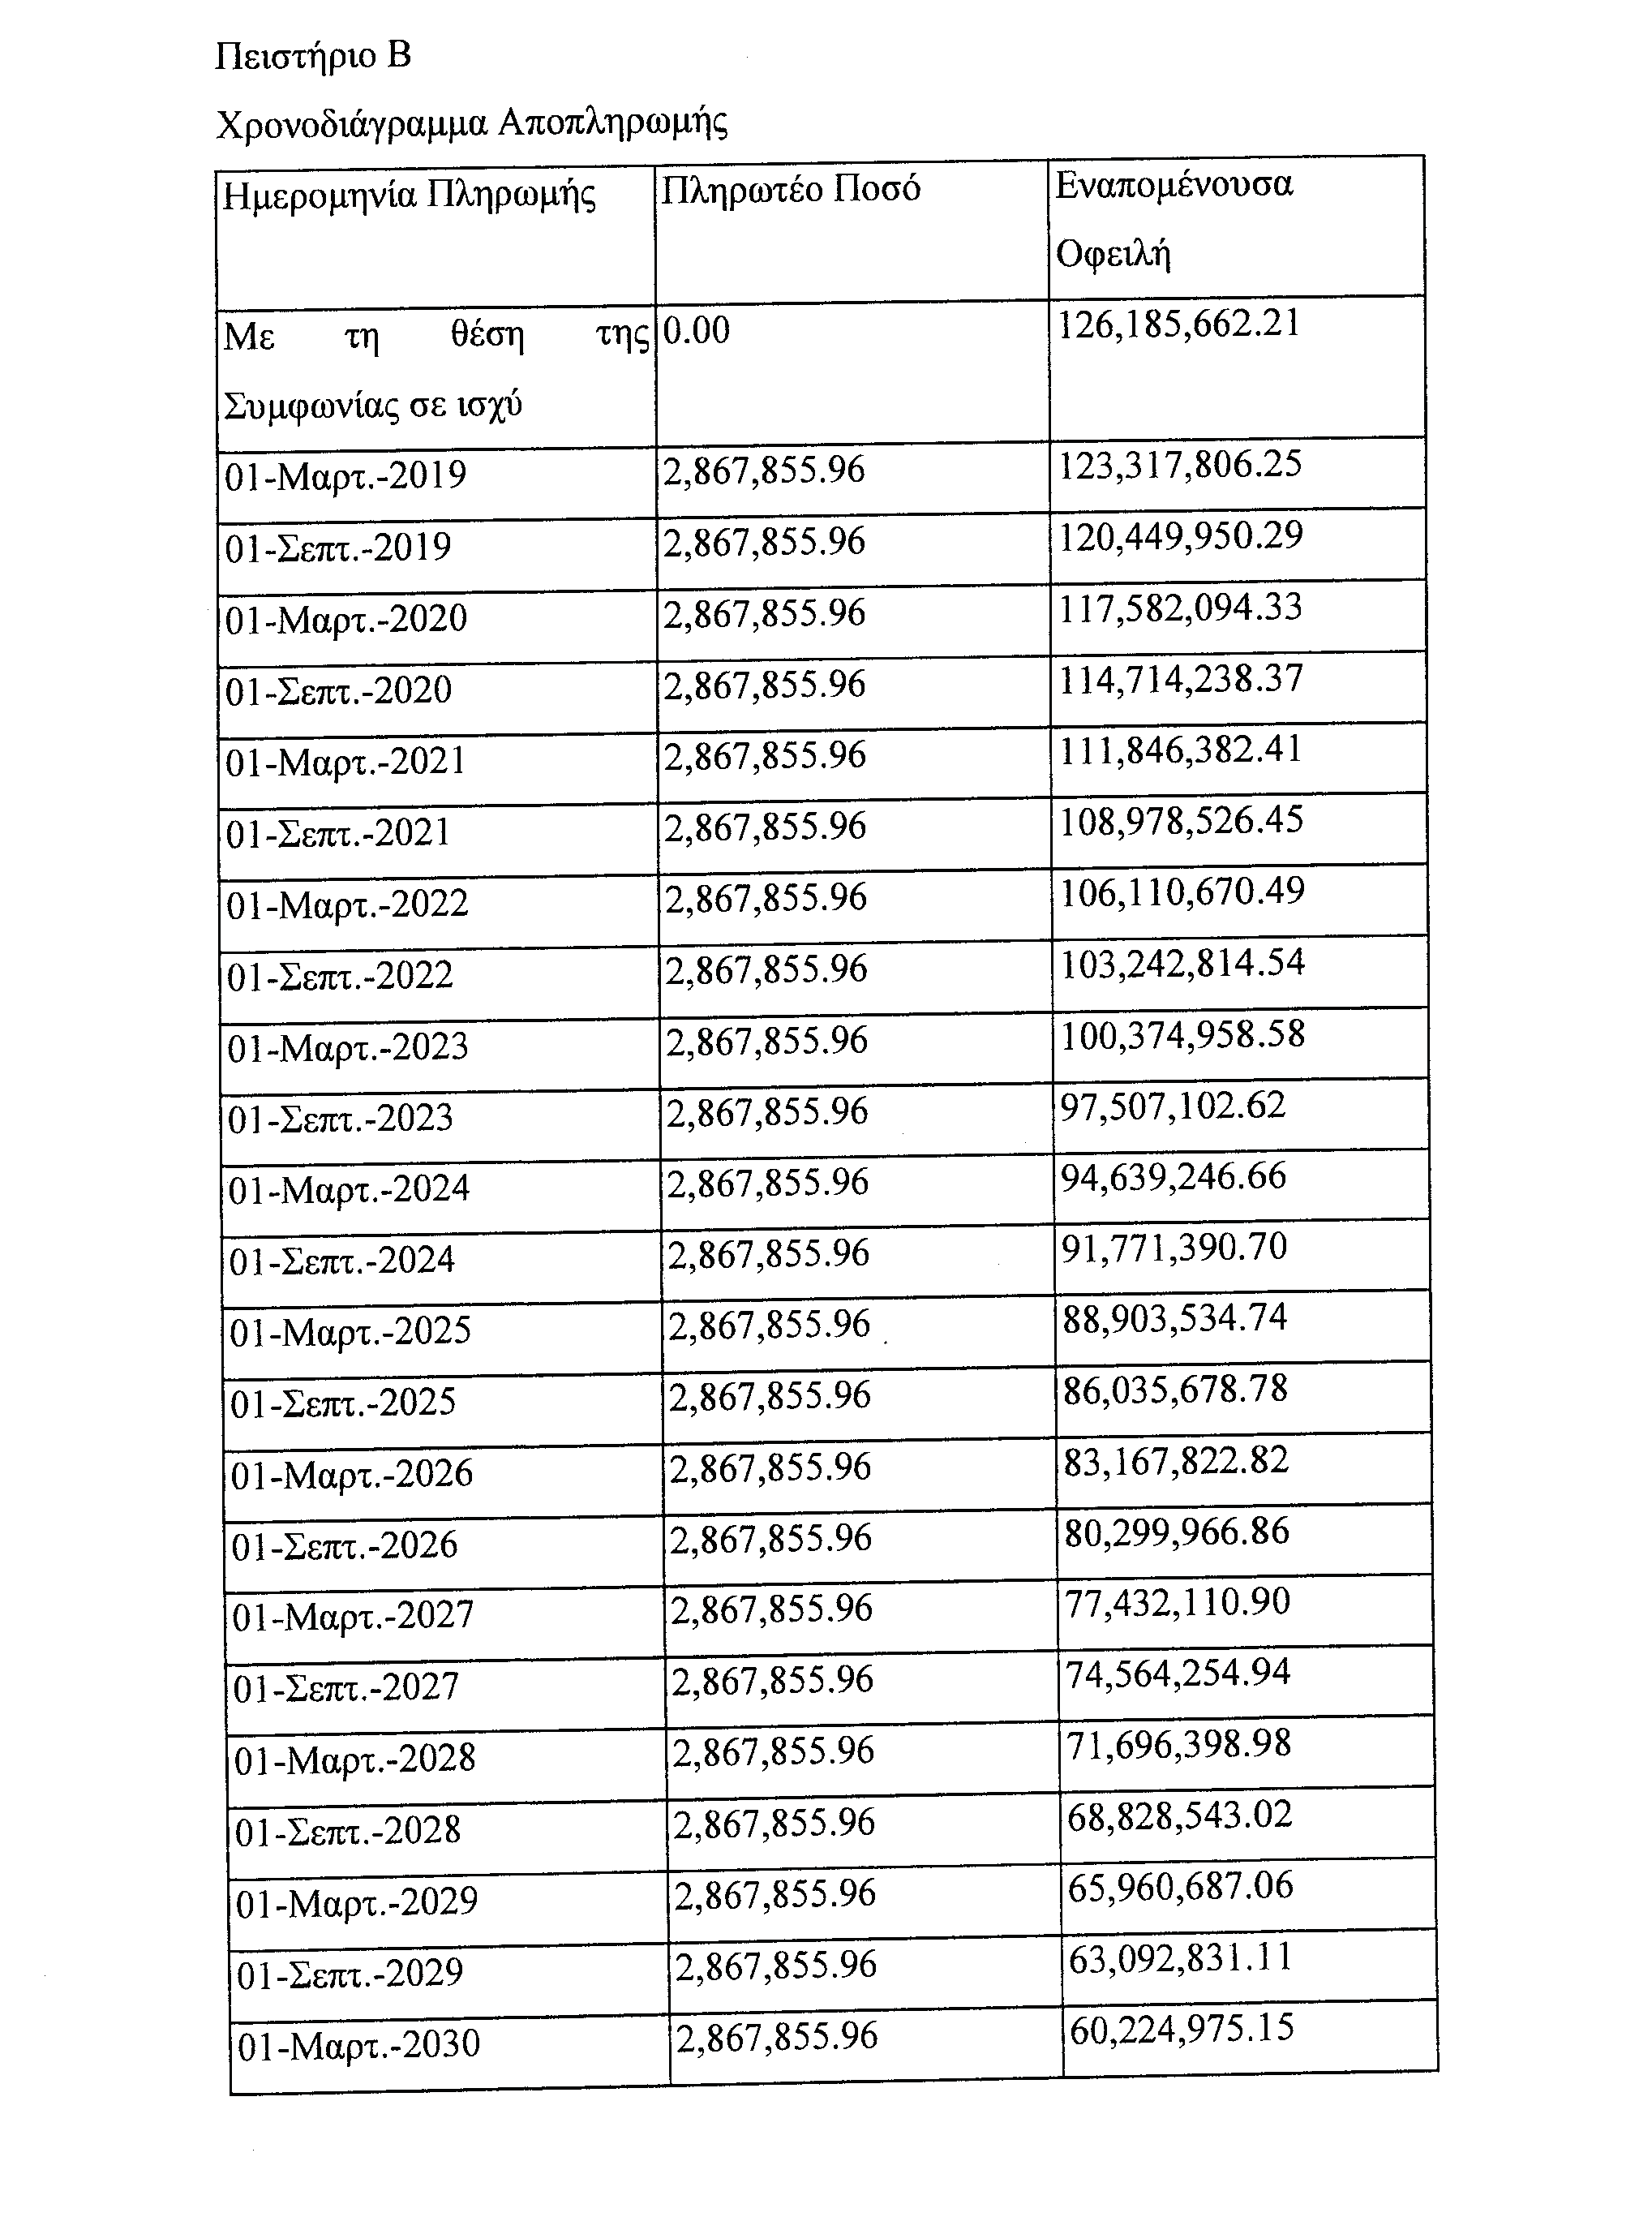 Πειστήριο Β
Χρονοδιάγραμμα Αποπληρωμής
Ημερομηνία Πληρωμής Πληρωτέο Ποσό Εναπομένουσα
Οφειλή
Με τη θέση της 0.00 126,185,662.21
Συμφωνίας σε ισχύ
01-Μαρτ.-2019 2,867,855.96 123,317,806.25
01-Σεπτ.-2019 2,867,855.96 120,449,950.29
01-Μαρτ.-2020 2,867,855.96 117,582,094.33
01-Σεπτ.-2020 2,867,855.96 114,714,238.37
01-Μαρτ.-2021 2,867,855.96 111,846,382.41
01-Σεπτ.-2021 2,867,855.96 108,978,526.45
01-Μαρτ.-2022 2,867,855.96 106,110,670.49
01-Σεπτ.-2022 2,867,855.96 103,242,814.54
01-Μαρτ.-2023 2,867,855.96 100,374,958.58
01-Σεπτ.-2023 2,867,855.96 97,507,102.62
01-Μαρτ.-2024 2,867,855.96 94,639,246.66
01-Σεπτ.-2024 2,867,855.96 91,771,390.70
01-Μαρτ.-2025 2,867,855.96 88,903,534.74
01-Σεπτ.-2025 2,867,855.96 86,035,678.78
01-Μαρτ.-2026 2,867,855.96 83,167,822.82
01-Σεπτ.-2026 2,867,855.96 80,299,966.86
01-Μαρτ.-2027 2,867,855.96 77,432,110.90
01-Σεπτ.-2027 2,867,855.96 74,564,254.94
01-Μαρτ.-2028 2,867,855.96 71,696,398.98
01-Σεπτ.-2028 2,867,855.96 68,828,543.02
01-Μαρτ.-2029 2,867,855.96 65,960,687.06
01-Σεπτ.-2029 2,867,855.96 63,092,831.11
01-Μαρτ.-2030 2,867,855.96 60,224,975.15